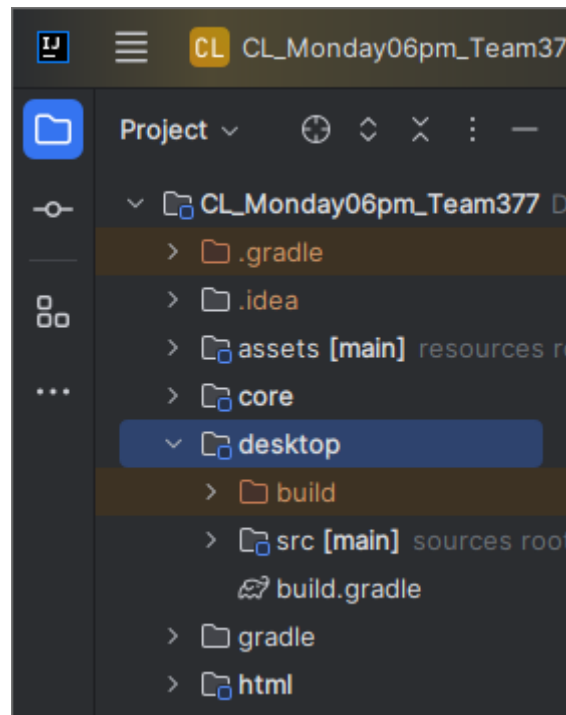 IJ
CL CL_Monday06pm_Team37
Project
CL_Monday06pm_Team377
.gradle
.idea
assets [main] resources
core
desktop
build
src [main] sources
build.gradle
gradle
html